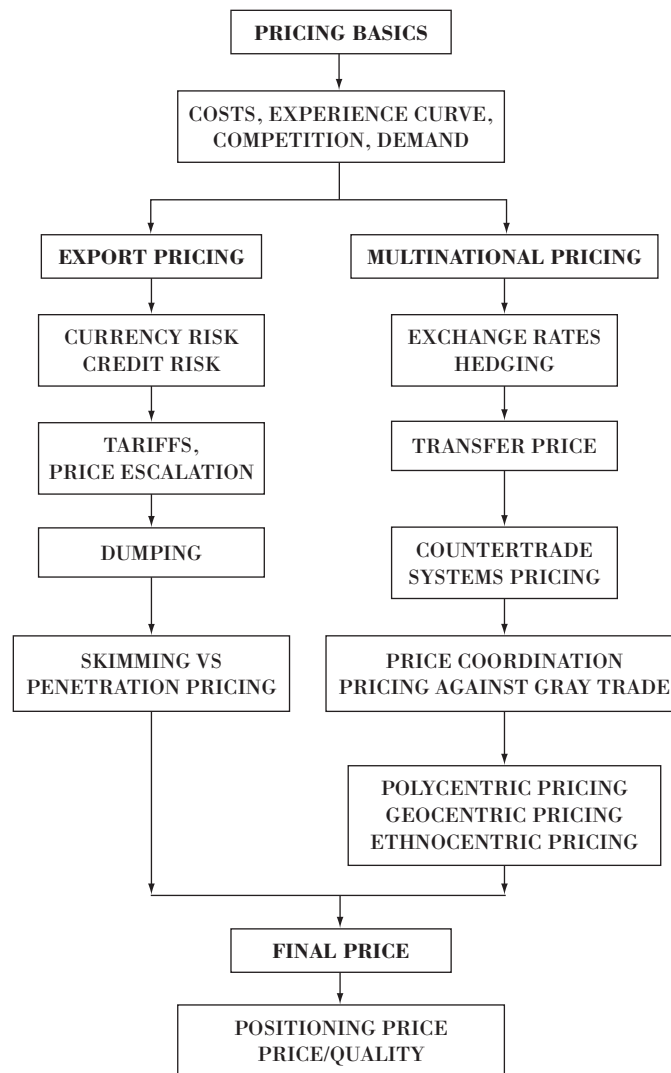 PRICING BASICS
COSTS, EXPERIENCE CURVE,
COMPETITION, DEMAND
EXPORT PRICING
MULTINATIONAL PRICING
CURRENCY RISK
CREDIT RISK
EXCHANGE RATES
HEDGING
TARIFFS,
PRICE ESCALATION
TRANSFER PRICE
DUMPING
COUNTERTRADE
SYSTEMS PRICING
SKIMMING VS
PENETRATION PRICING
PRICE COORDINATION
PRICING AGAINST GRAY TRADE
POLYCENTRIC PRICING
GEOCENTRIC PRICING
ETHNOCENTRIC PRICING
FINAL PRICE
POSITIONING PRICE
PRICE/QUALITY